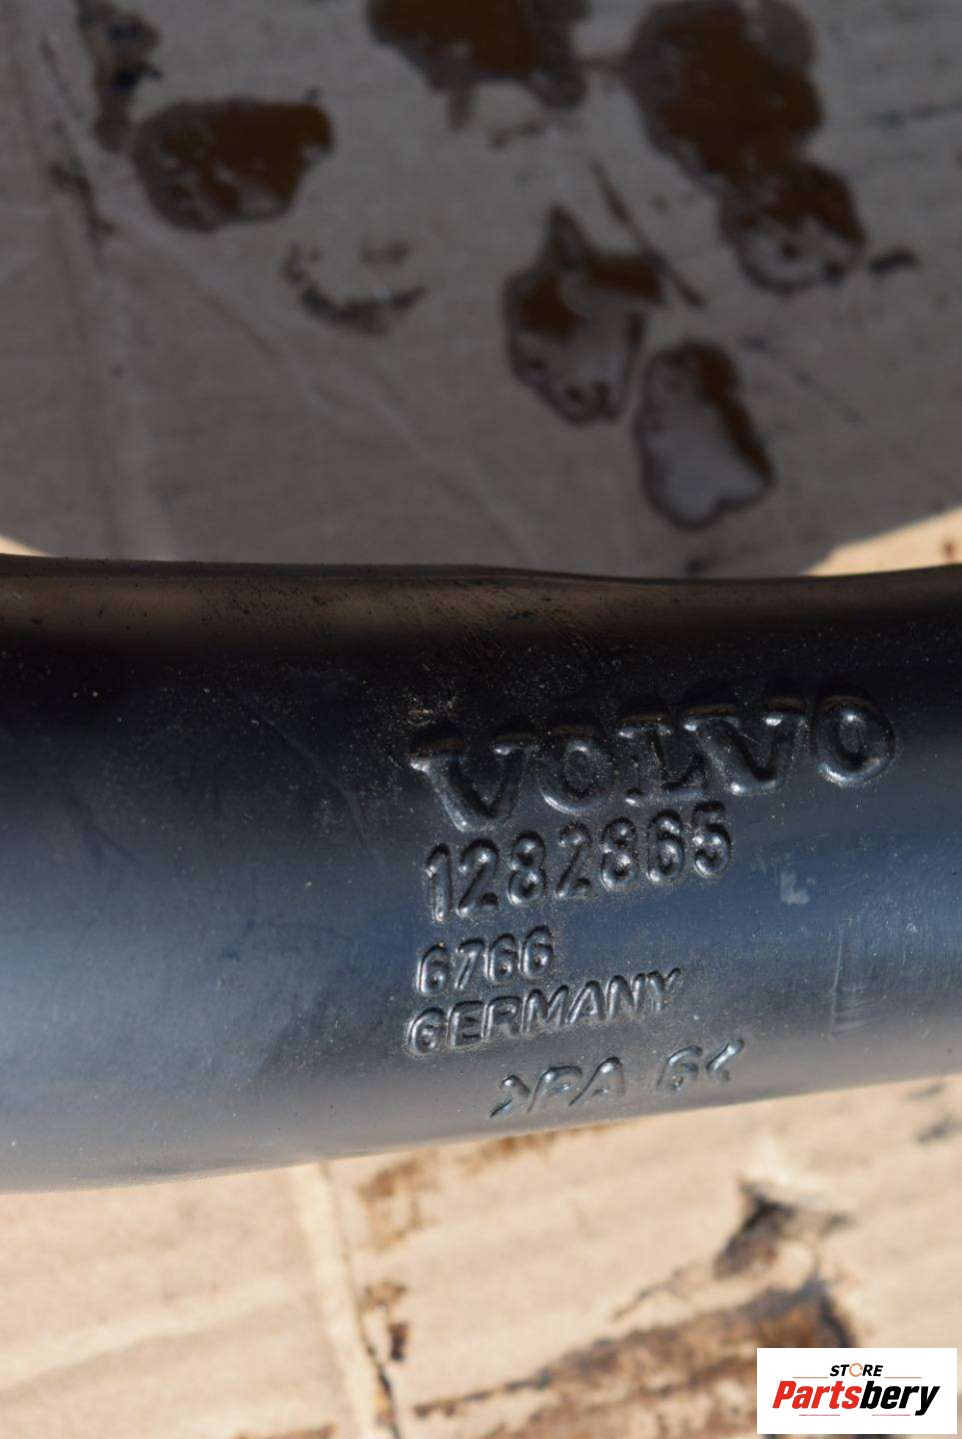 VOLVO
1282865
6766
GERMANY
>PA 6<
STORE
Partsbery